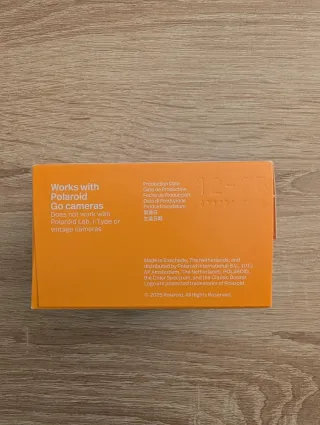 Works with
Polaroid
Go cameras
Does not work with
Polaroid Lab, i-Type or
vintage cameras
Production Date
Date de Production
Fecha de Producción
Data di Produzione
Produktionsdatum
Made in Enschede, The Netherlands, and
distributed by Polaroid International B.V., 1013
AP Amsterdam, The Netherlands. POLAROID,
the Color Spectrum, and the Classic Border
Logo are protected trademarks of Polaroid.
© 2025 Polaroid. All Rights Reserved.